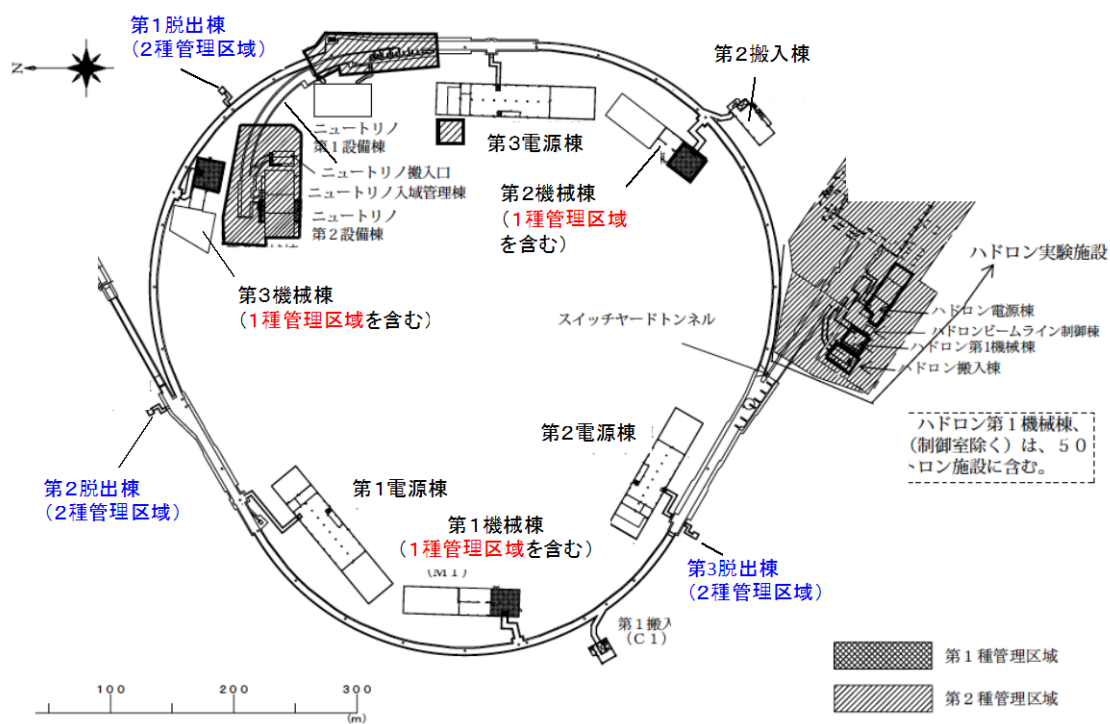 第1脱出棟
（2種管理区域）
第2搬入棟
N
ニュートリノ
第１設備棟
第3電源棟
ニュートリノ搬入口
ニュートリノ入域管理棟
ニュートリノ
第２設備棟
第2機械棟
（1種管理区域
を含む）
ハドロン実験施設
第3機械棟
（1種管理区域を含む）
スイッチヤードトンネル
ハドロン電源棟
ハドロンビームライン制御棟
ハドロン第1機械棟
ハドロン搬入棟
ハドロン第１機械棟、
（制御室除く）は、５０
トロン施設に含む。
第2電源棟
第2脱出棟
（2種管理区域）
第1電源棟
第1機械棟
（1種管理区域を含む）
（M1）
第3脱出棟
（2種管理区域）
第１搬入
（C1）
第１種管理区域
第２種管理区域
100 200 300
(m)